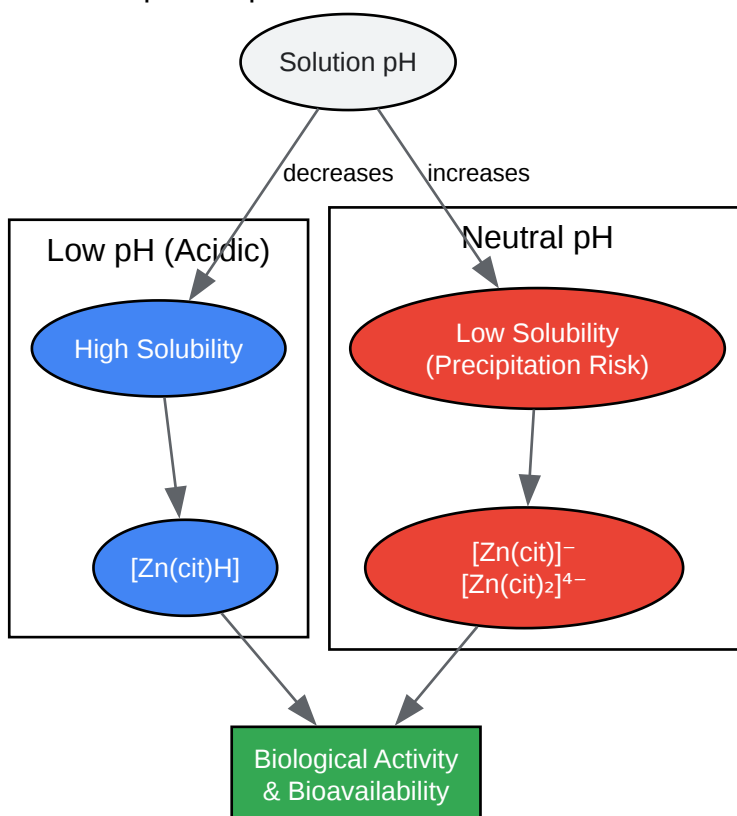 Solution pH
decreases
increases
Low pH (Acidic)
Neutral pH
High Solubility
Low Solubility
(Precipitation Risk)
[Zn(cit)H]
[Zn(cit)]⁻
[Zn(cit)₂]⁴⁻
Biological Activity
& Bioavailability